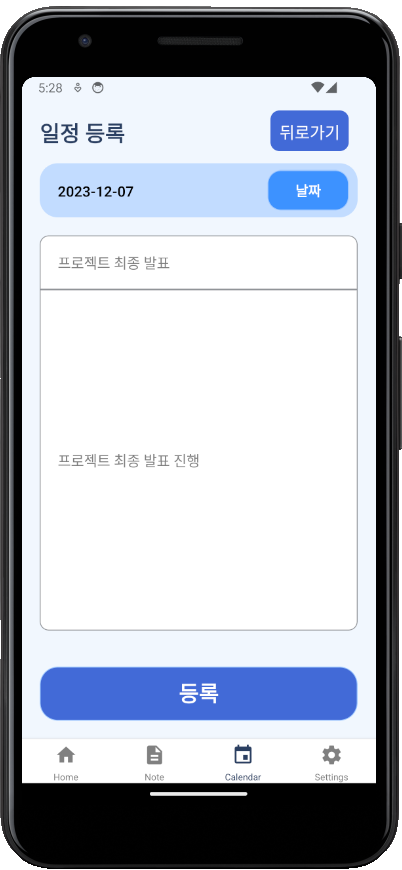 5:28
일정 등록
뒤로가기
2023-12-07
날짜
프로젝트 최종 발표
프로젝트 최종 발표 진행
등록
Home
Note
Calendar
Settings